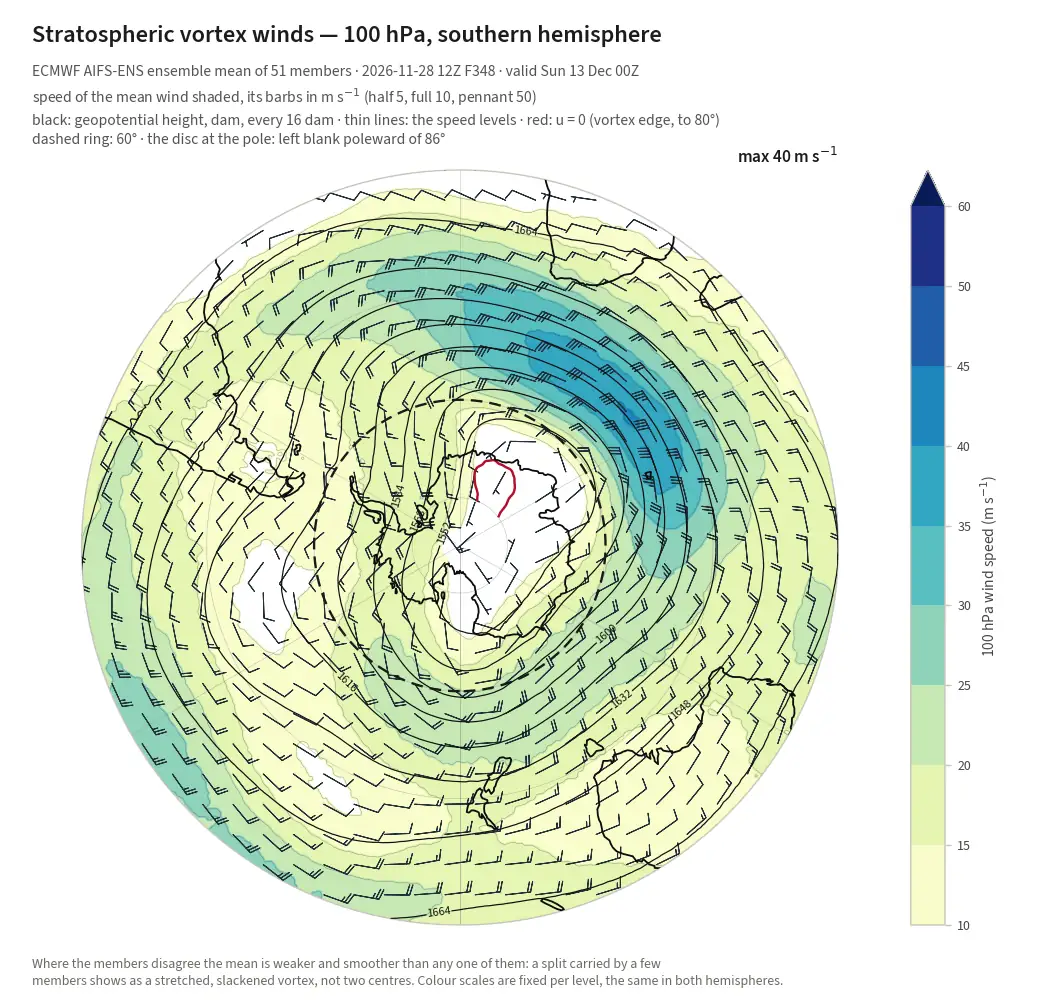 Stratospheric vortex winds — 100 hPa, southern hemisphere
ECMWF AIFS-ENS ensemble mean of 51 members · 2026-11-28 12Z F348 · valid Sun 13 Dec 00Z
speed of the mean wind shaded, its barbs in m s⁻¹ (half 5, full 10, pennant 50)
black: geopotential height, dam, every 16 dam · thin lines: the speed levels · red: u = 0 (vortex edge, to 80°)
dashed ring: 60° · the disc at the pole: left blank poleward of 86°
max 40 m s⁻¹
1664
1584
1552
1600
1616
1632
1648
1664
60
50
45
40
35
30
25
20
15
10
100 hPa wind speed (m s⁻¹)
Where the members disagree the mean is weaker and smoother than any one of them: a split carried by a few
members shows as a stretched, slackened vortex, not two centres. Colour scales are fixed per level, the same in both hemispheres.